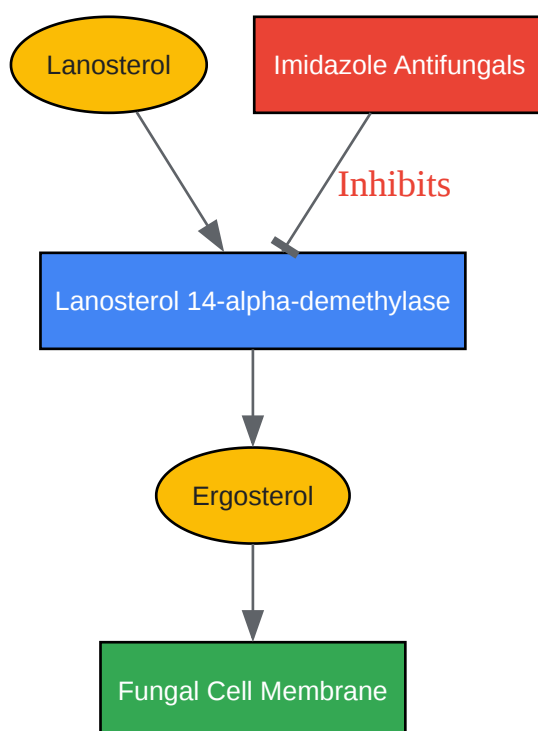 Lanosterol
Imidazole Antifungals
Inhibits
Lanosterol 14-alpha-demethylase
Ergosterol
Fungal Cell Membrane